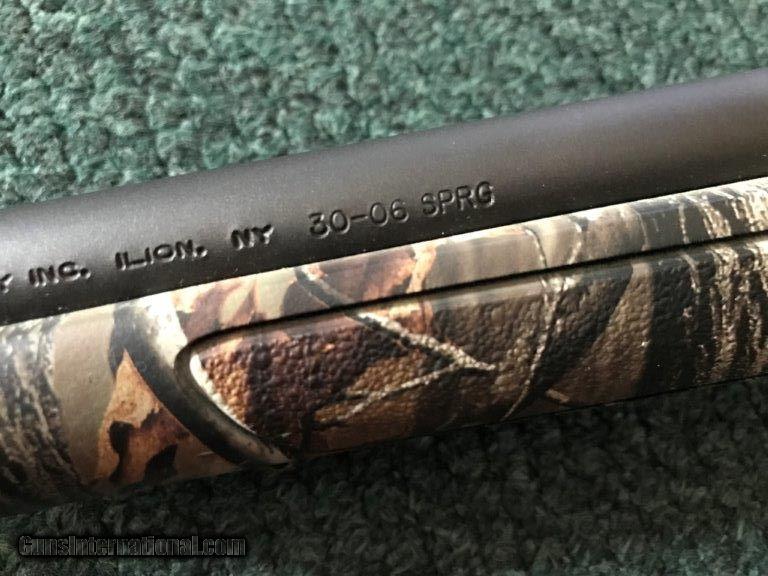 Y INC. ILION, NY 30-06 SPRG
GunsInternational.com